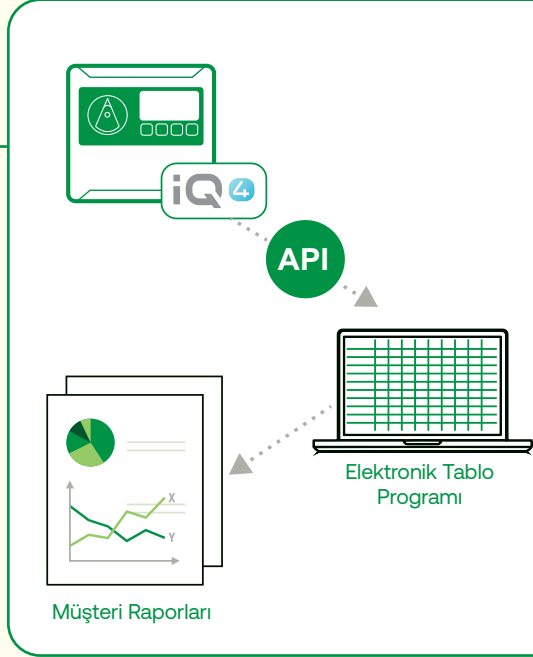 iQ4
API
Elektronik Tablo
Programı
X
Y
Müşteri Raporları